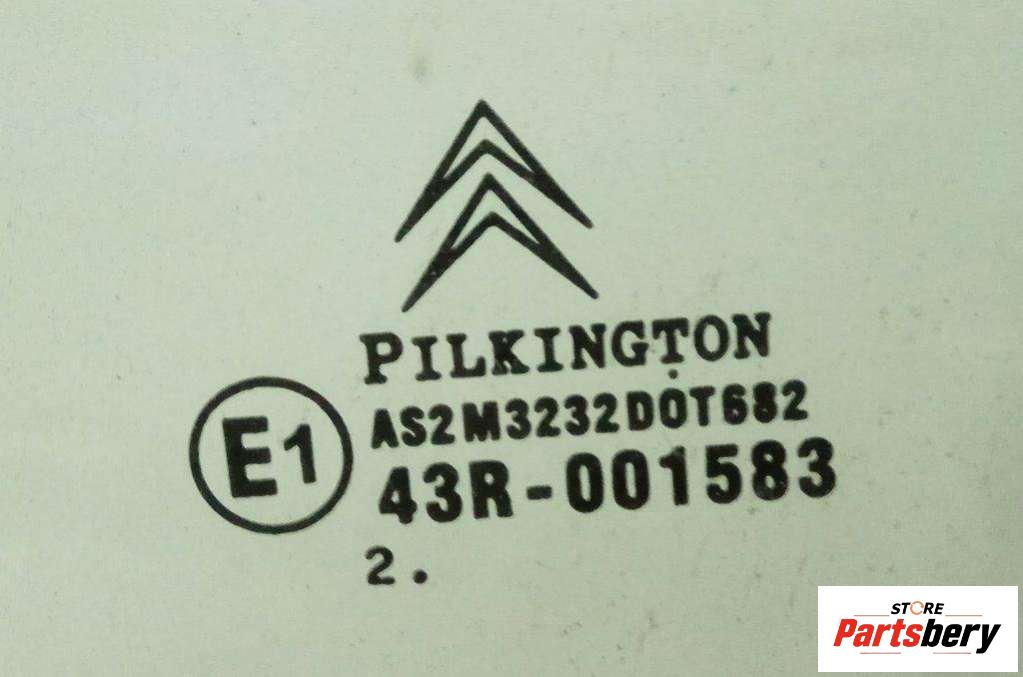 PILKINGTON
AS2M3232DOT682
E1
43R-001583
2.
STORE
Partsbery